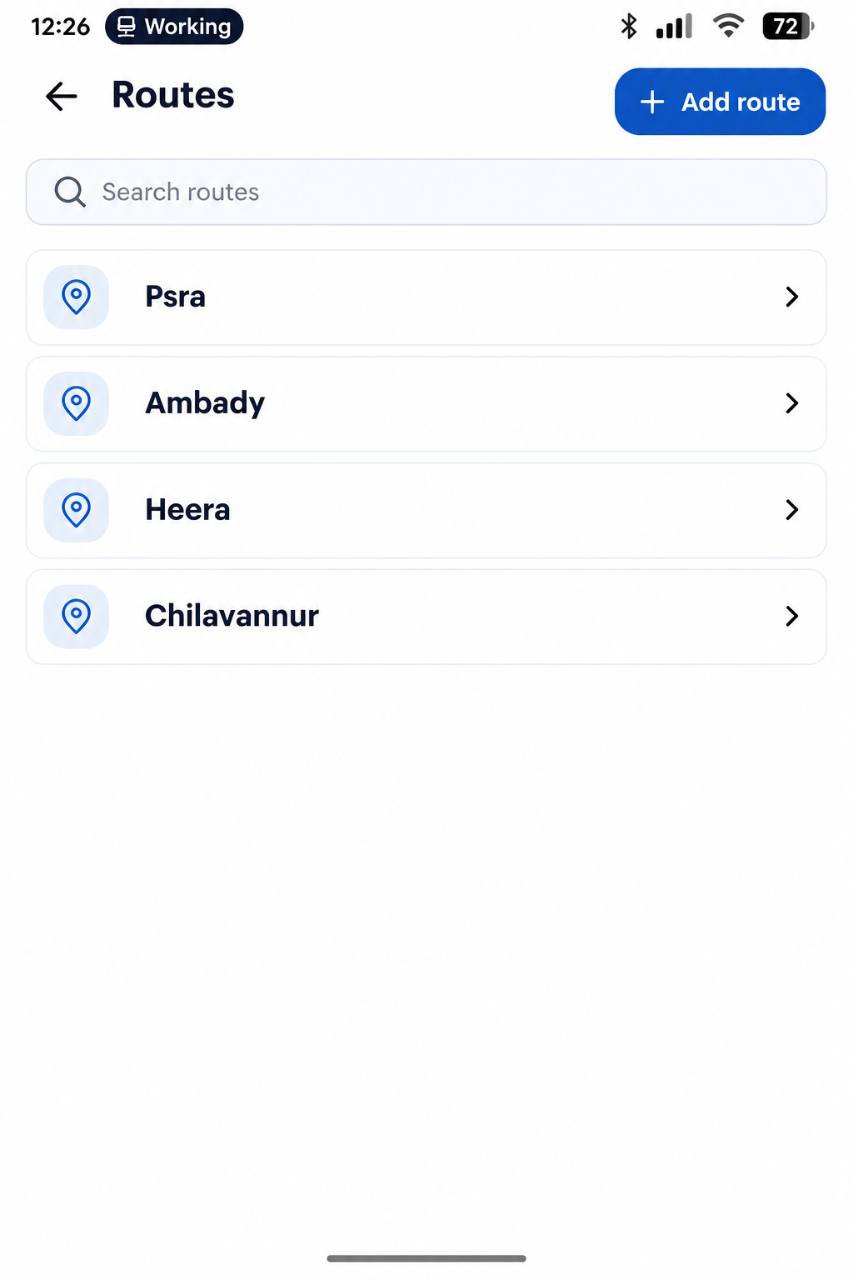 12:26 Working 72
Routes
+ Add route
Search routes
Psra
Ambady
Heera
Chilavannur